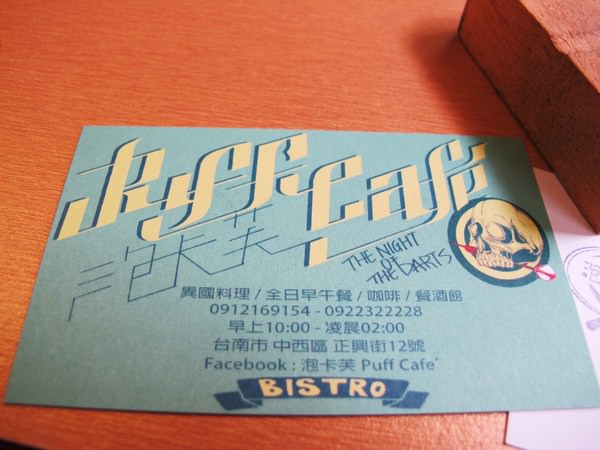 Puff Cafe
泡卡芙
THE NIGHT
of
THE DARTS
異國料理 / 全日早午餐 / 咖啡 / 餐酒館
0912169154 - 0922322228
早上10:00 - 凌晨02:00
台南市 中西區 正興街12號
Facebook : 泡卡芙 Puff Cafe'
BISTRO